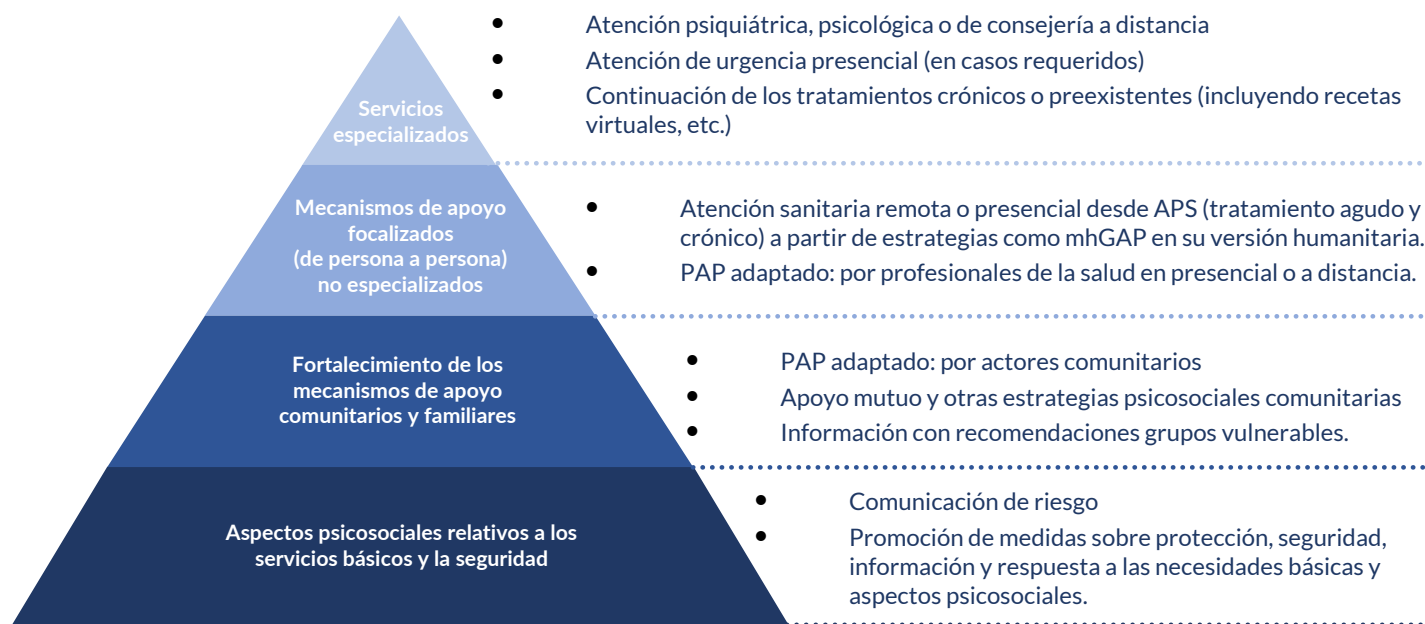 Servicios
especializados
• Atención psiquiátrica, psicológica o de consejería a distancia
• Atención de urgencia presencial (en casos requeridos)
• Continuación de los tratamientos crónicos o preexistentes (incluyendo recetas
virtuales, etc.)
Mecanismos de apoyo
focalizados
(de persona a persona)
no especializados
• Atención sanitaria remota o presencial desde APS (tratamiento agudo y
crónico) a partir de estrategias como mhGAP en su versión humanitaria.
• PAP adaptado: por profesionales de la salud en presencial o a distancia.
Fortalecimiento de los
mecanismos de apoyo
comunitarios y familiares
• PAP adaptado: por actores comunitarios
• Apoyo mutuo y otras estrategias psicosociales comunitarias
• Información con recomendaciones grupos vulnerables.
Aspectos psicosociales relativos a los
servicios básicos y la seguridad
• Comunicación de riesgo
• Promoción de medidas sobre protección, seguridad,
información y respuesta a las necesidades básicas y
aspectos psicosociales.